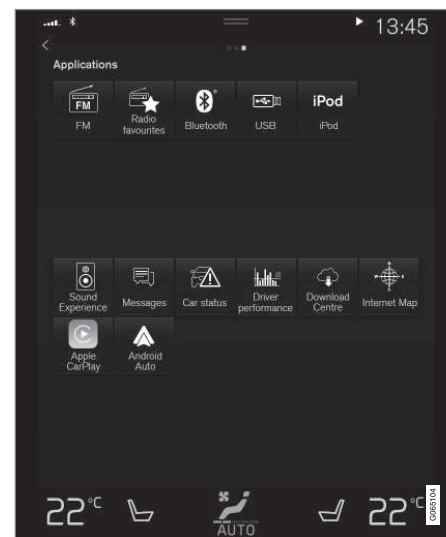 13:45
Applications
FM
FM
Radio
favourites
Bluetooth
USB
iPod
iPod
Sound
Experience
Messages
Car status
Driver
performance
Download
Centre
Internet Map
Apple
CarPlay
Android
Auto
22°C
AUTO
22°C
G065104